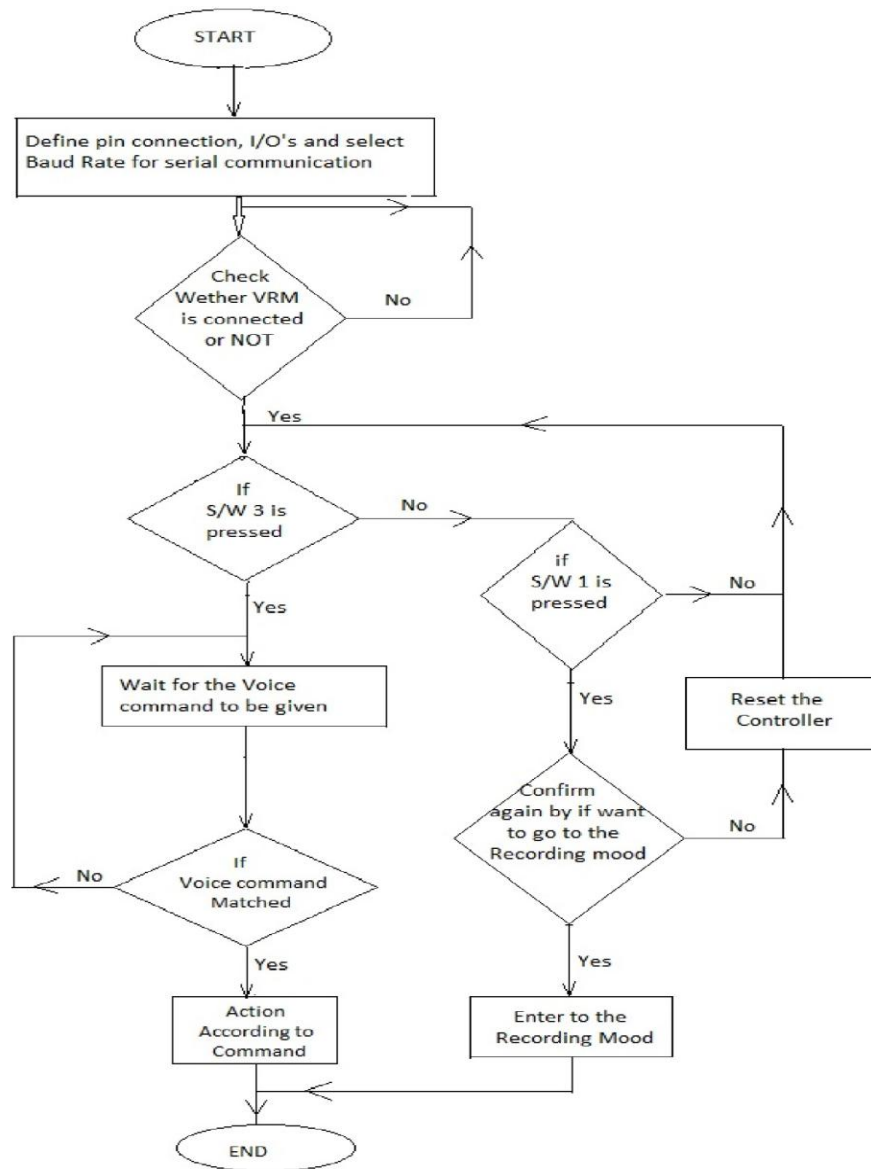 START
Define pin connection, I/O's and select
Baud Rate for serial communication
Check
Wether VRM
is connected
or NOT
No
Yes
If
S/W 3 is
pressed
No
if
S/W 1 is
pressed
No
Yes
Wait for the Voice
command to be given
Yes
Reset the
Controller
Confirm
again by if want
to go to the
Recording mood
No
If
Voice command
Matched
No
Yes
Yes
Action
According to
Command
Enter to the
Recording Mood
END